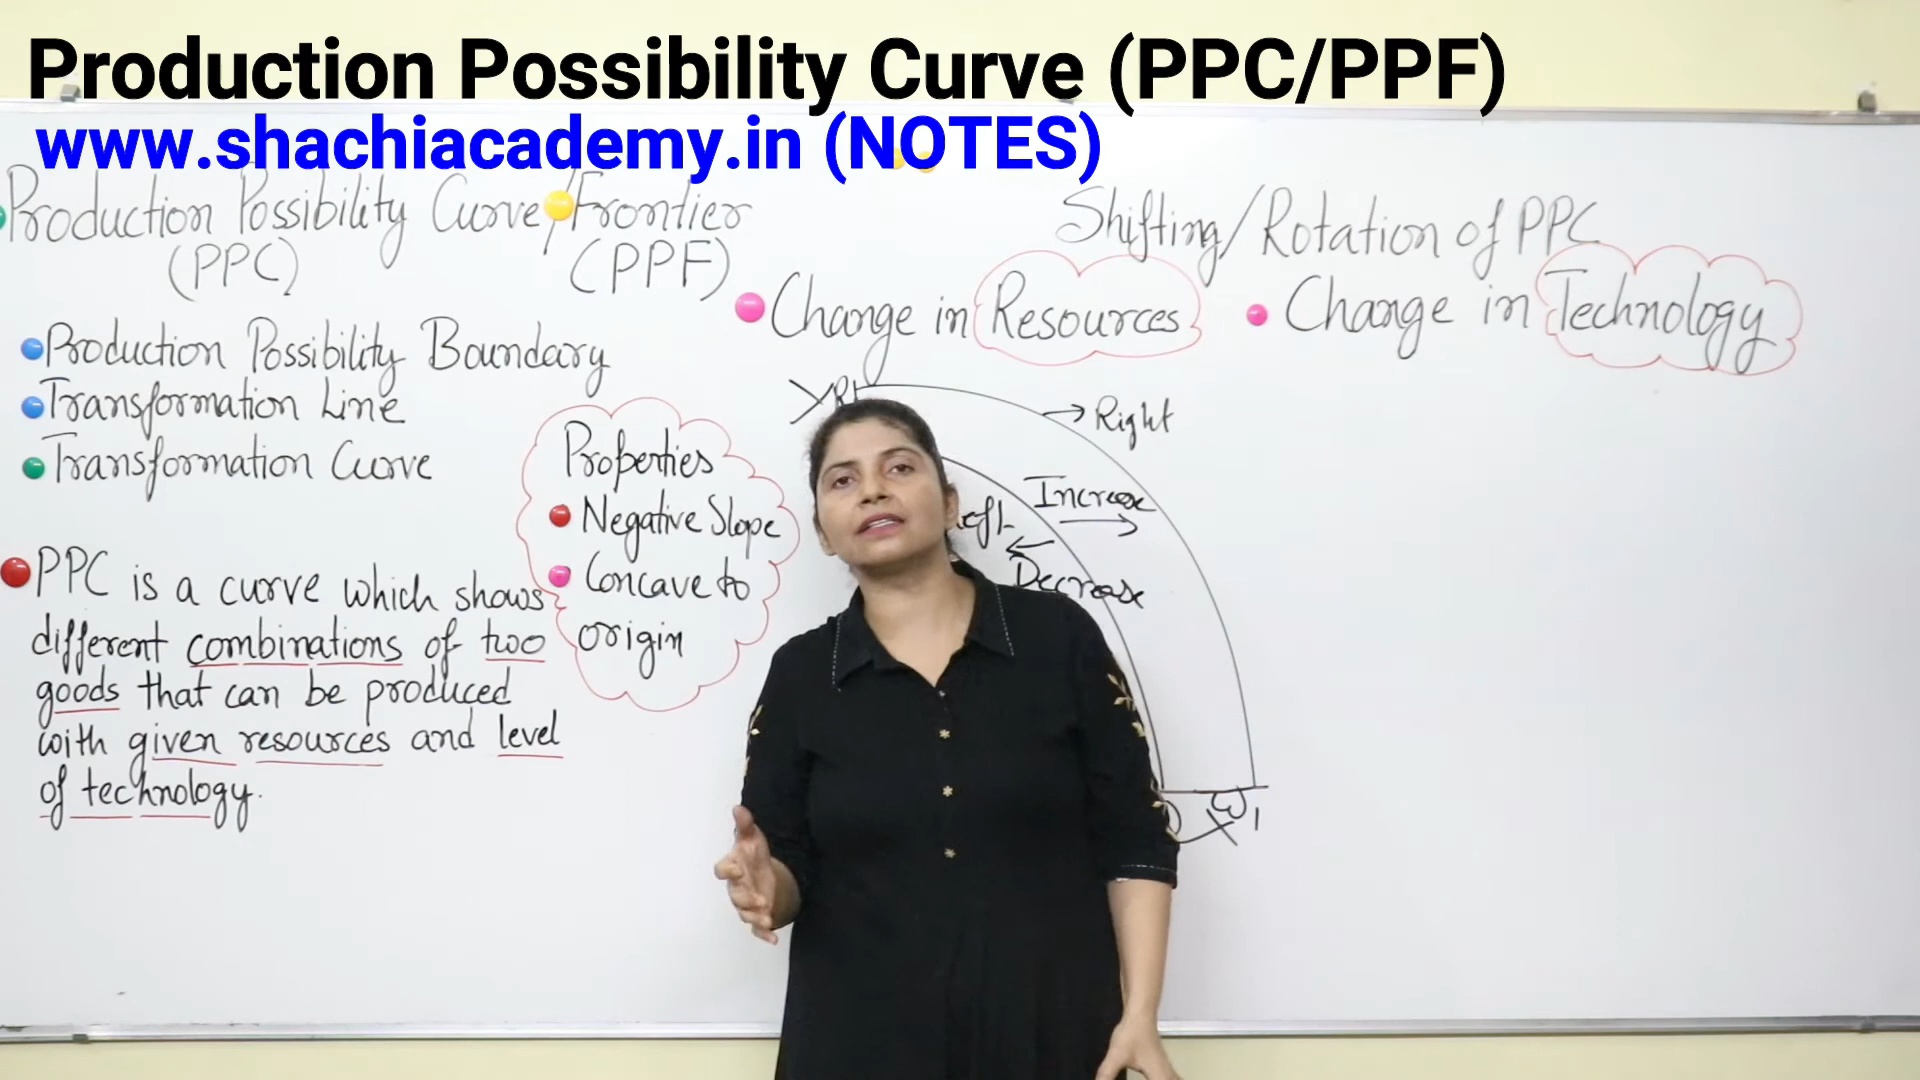 Production Possibility Curve (PPC/PPF)
www.shachiacademy.in (NOTES)
Production Possibility Curve/Frontier
(PPC) (PPF)
Production Possibility Boundary
Transformation Line
Transformation Curve
PPC is a curve which shows
different combinations of two
goods that can be produced
with given resources and level
of technology.
Properties
Negative Slope
Concave to
origin
Shifting/Rotation of PPC
Change in Resources
Change in Technology
Y
Right
Increase
Decrease
X